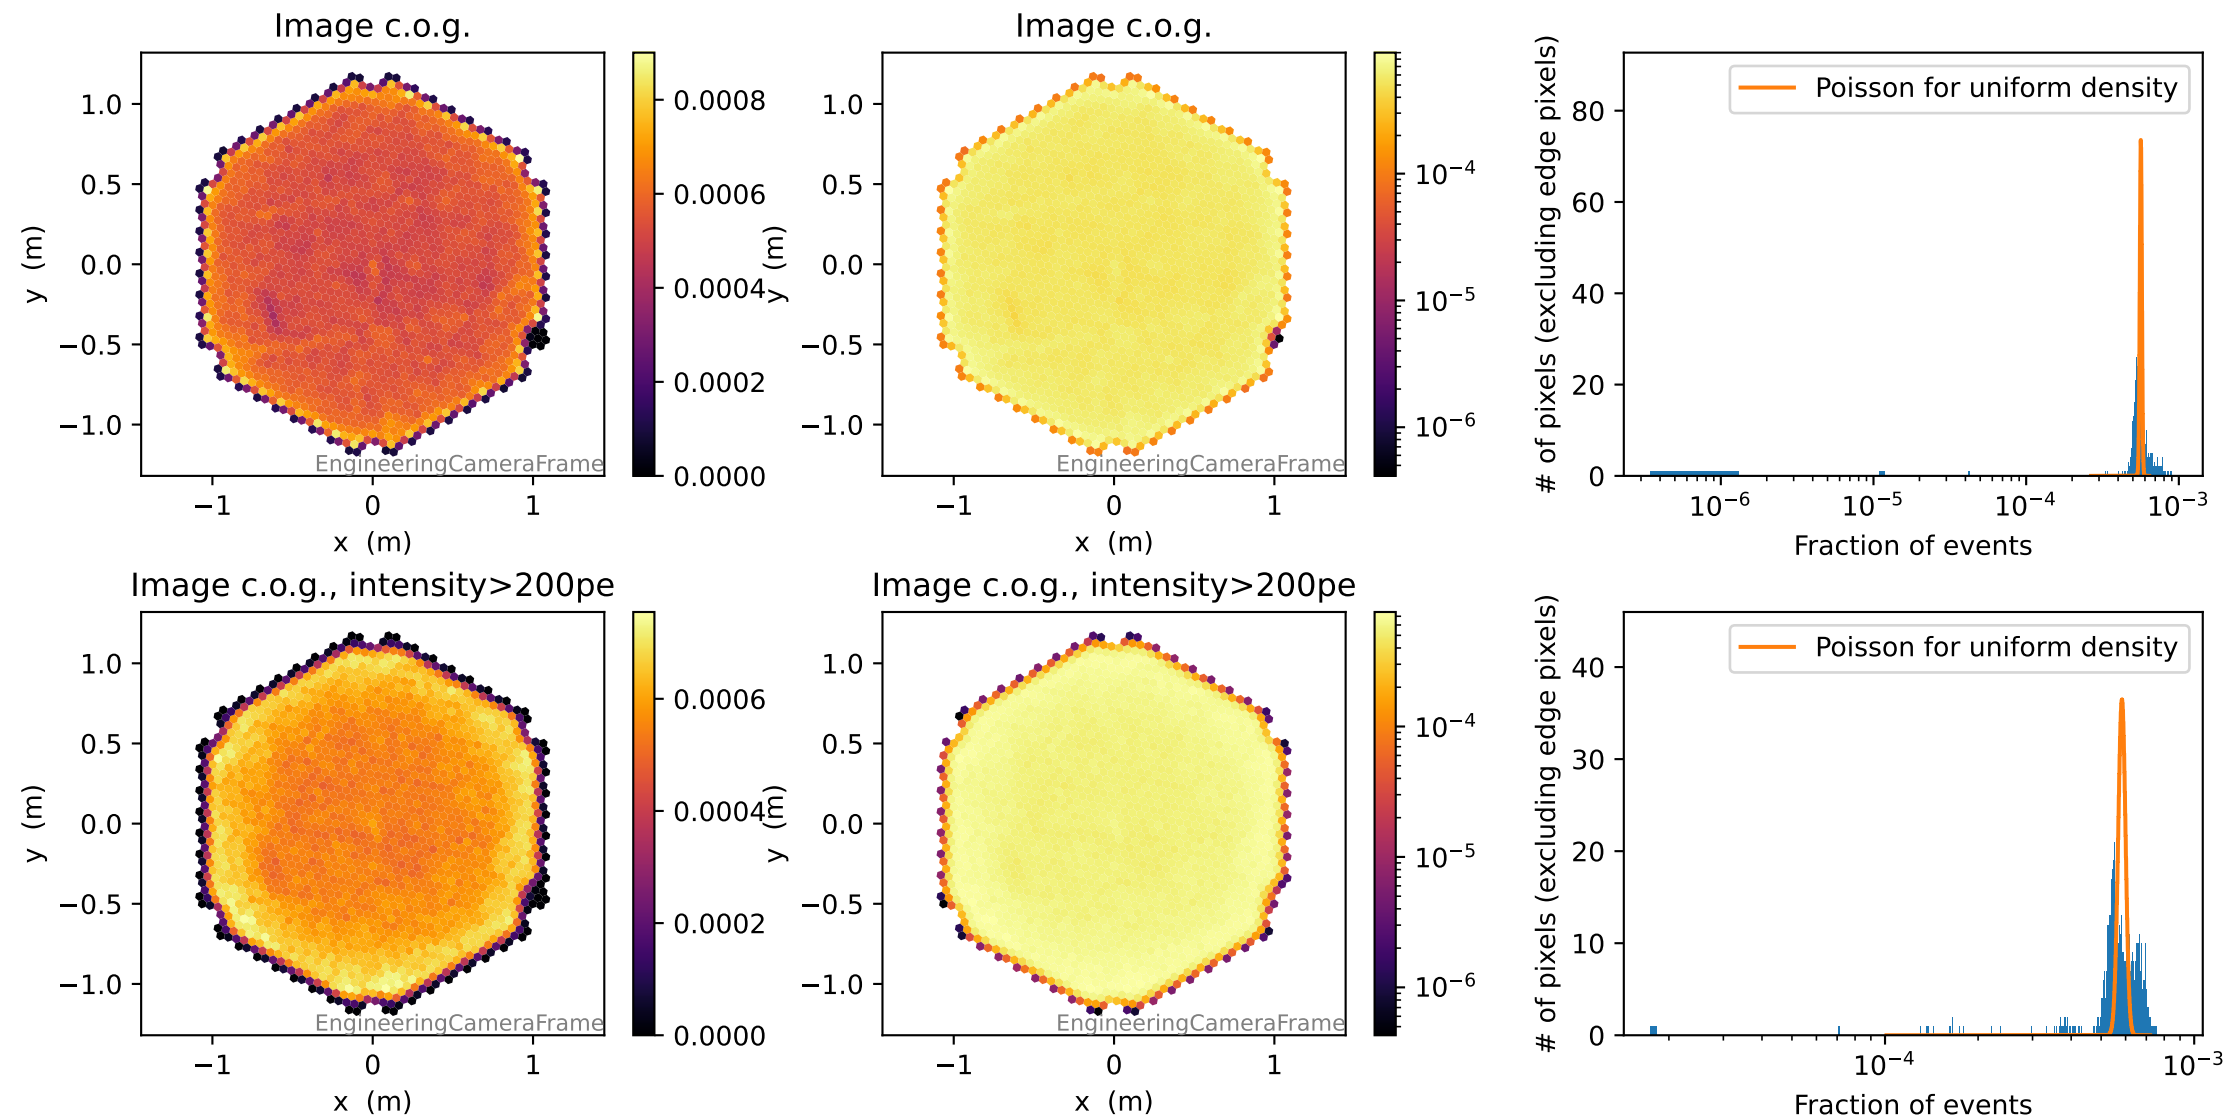 Image c.o.g.
1.0
0.5
0.0
−0.5
−1.0
y (m)
−1 0 1
x (m)
EngineeringCameraFrame
0.0008
0.0006
0.0004
0.0002
0.0000
Image c.o.g.
1.0
0.5
0.0
−0.5
−1.0
y (m)
−1 0 1
x (m)
EngineeringCameraFrame
10⁻⁴
10⁻⁵
10⁻⁶
# of pixels (excluding edge pixels)
80
60
40
20
0
Poisson for uniform density
10⁻⁶ 10⁻⁵ 10⁻⁴ 10⁻³
Fraction of events
Image c.o.g., intensity>200pe
1.0
0.5
0.0
−0.5
−1.0
y (m)
−1 0 1
x (m)
EngineeringCameraFrame
0.0006
0.0004
0.0002
0.0000
Image c.o.g., intensity>200pe
1.0
0.5
0.0
−0.5
−1.0
y (m)
−1 0 1
x (m)
EngineeringCameraFrame
10⁻⁴
10⁻⁵
10⁻⁶
# of pixels (excluding edge pixels)
40
30
20
10
0
Poisson for uniform density
10⁻⁴ 10⁻³
Fraction of events